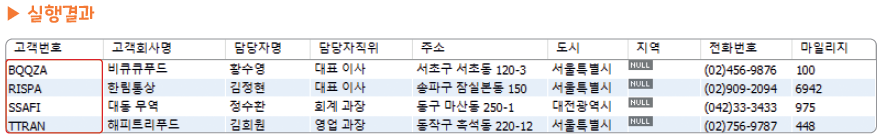 ▶ 실행결과
고객번호 고객회사명 담당자명 담당자직위 주소 도시 지역 전화번호 마일리지
BQQZA 비큐큐푸드 황수영 대표 이사 서초구 서초동 120-3 서울특별시 NULL (02)456-9876 100
RISPA 한림통상 김정현 대표 이사 송파구 잠실본동 150 서울특별시 NULL (02)909-2094 6942
SSAFI 대동 무역 정수환 회계 과장 동구 마산동 250-1 대전광역시 NULL (042)33-3433 975
TTRAN 해피트리푸드 김희원 영업 과장 동작구 흑석동 220-12 서울특별시 NULL (02)756-9787 448